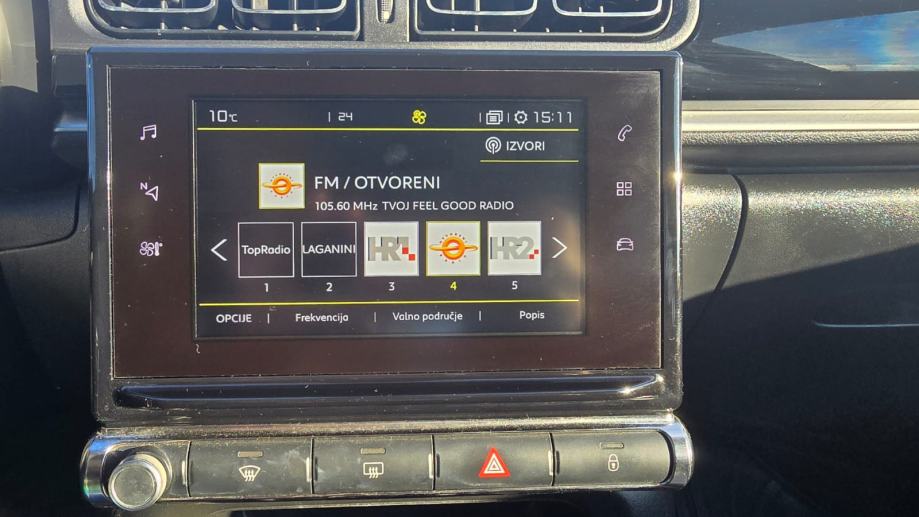 10°C | 24 | | 15:11
IZVORI
FM / OTVORENI
105.60 MHz TVOJ FEEL GOOD RADIO
N
TopRadio LAGANINI HR1 HR2
1 2 3 4 5
OPCIJE | Frekvencija | Valno područje | Popis